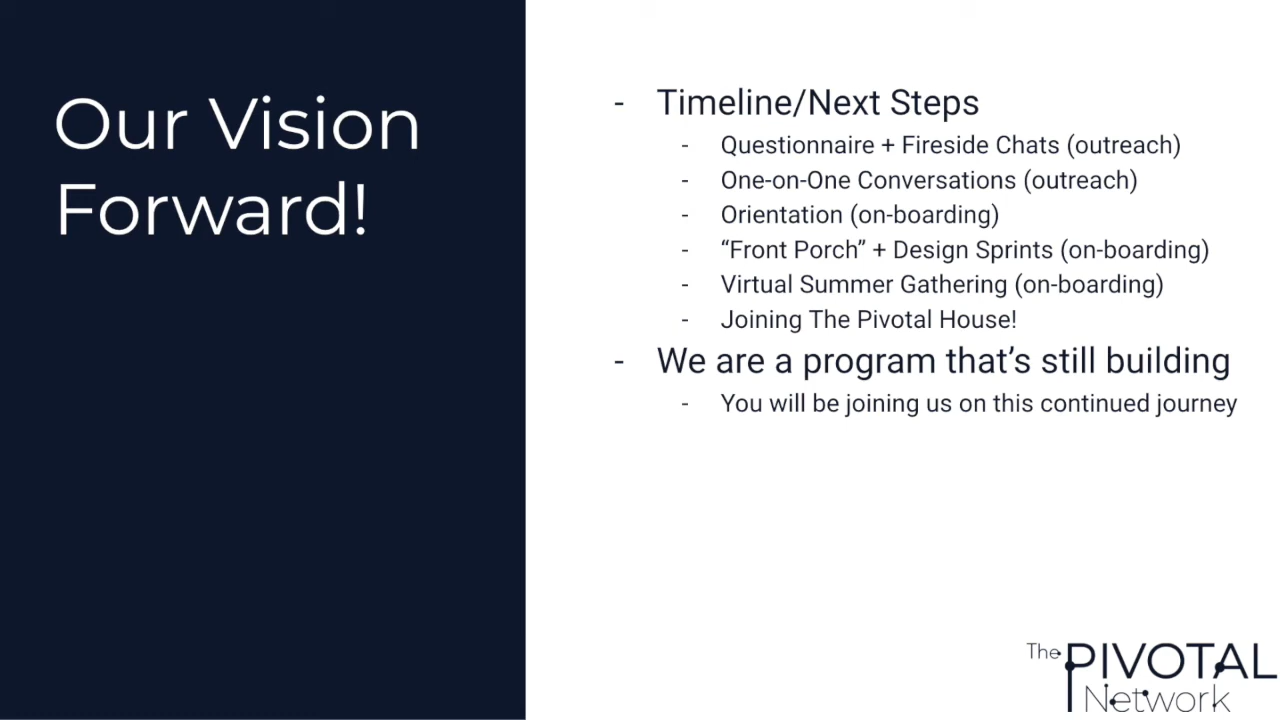 Our Vision
Forward!
- Timeline/Next Steps
- Questionnaire + Fireside Chats (outreach)
- One-on-One Conversations (outreach)
- Orientation (on-boarding)
- “Front Porch” + Design Sprints (on-boarding)
- Virtual Summer Gathering (on-boarding)
- Joining The Pivotal House!
- We are a program that’s still building
- You will be joining us on this continued journey
The PIVOTAL
Network